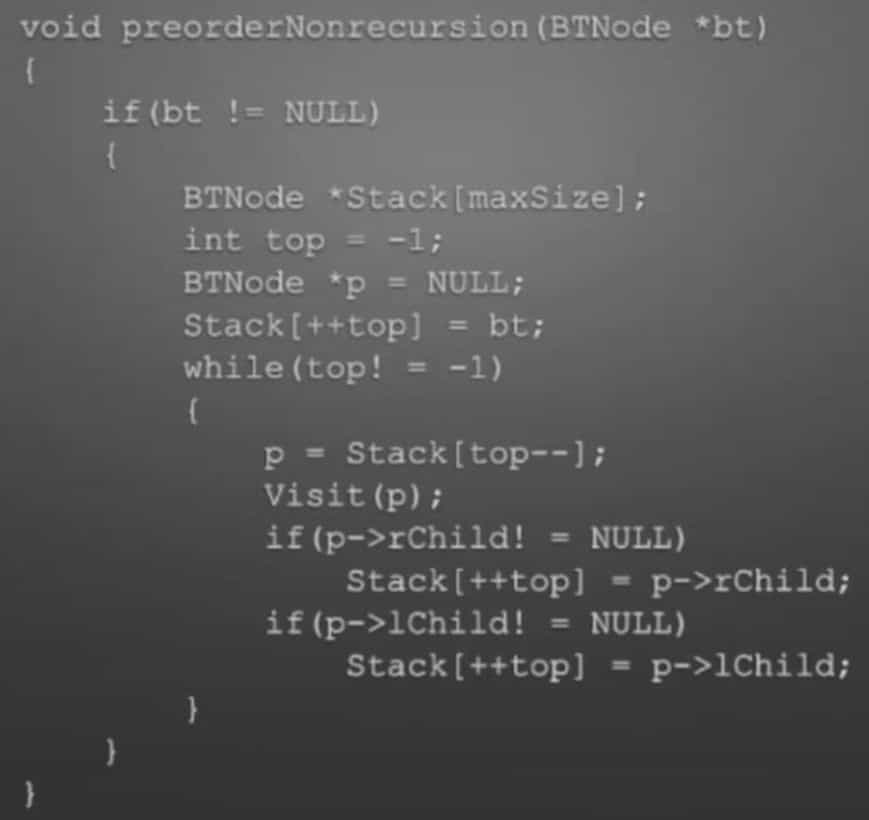 void preorderNonrecursion(BTNode *bt)
{
if(bt != NULL)
{
BTNode *Stack[maxSize];
int top = -1;
BTNode *p = NULL;
Stack[++top] = bt;
while(top! = -1)
{
p = Stack[top--];
Visit(p);
if(p->rChild! = NULL)
Stack[++top] = p->rChild;
if(p->lChild! = NULL)
Stack[++top] = p->lChild;
}
}
}